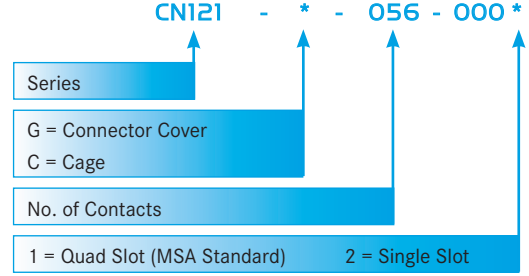 CN121 - * - 056 - 000 *
Series
G = Connector Cover
C = Cage
No. of Contacts
1 = Quad Slot (MSA Standard) 2 = Single Slot